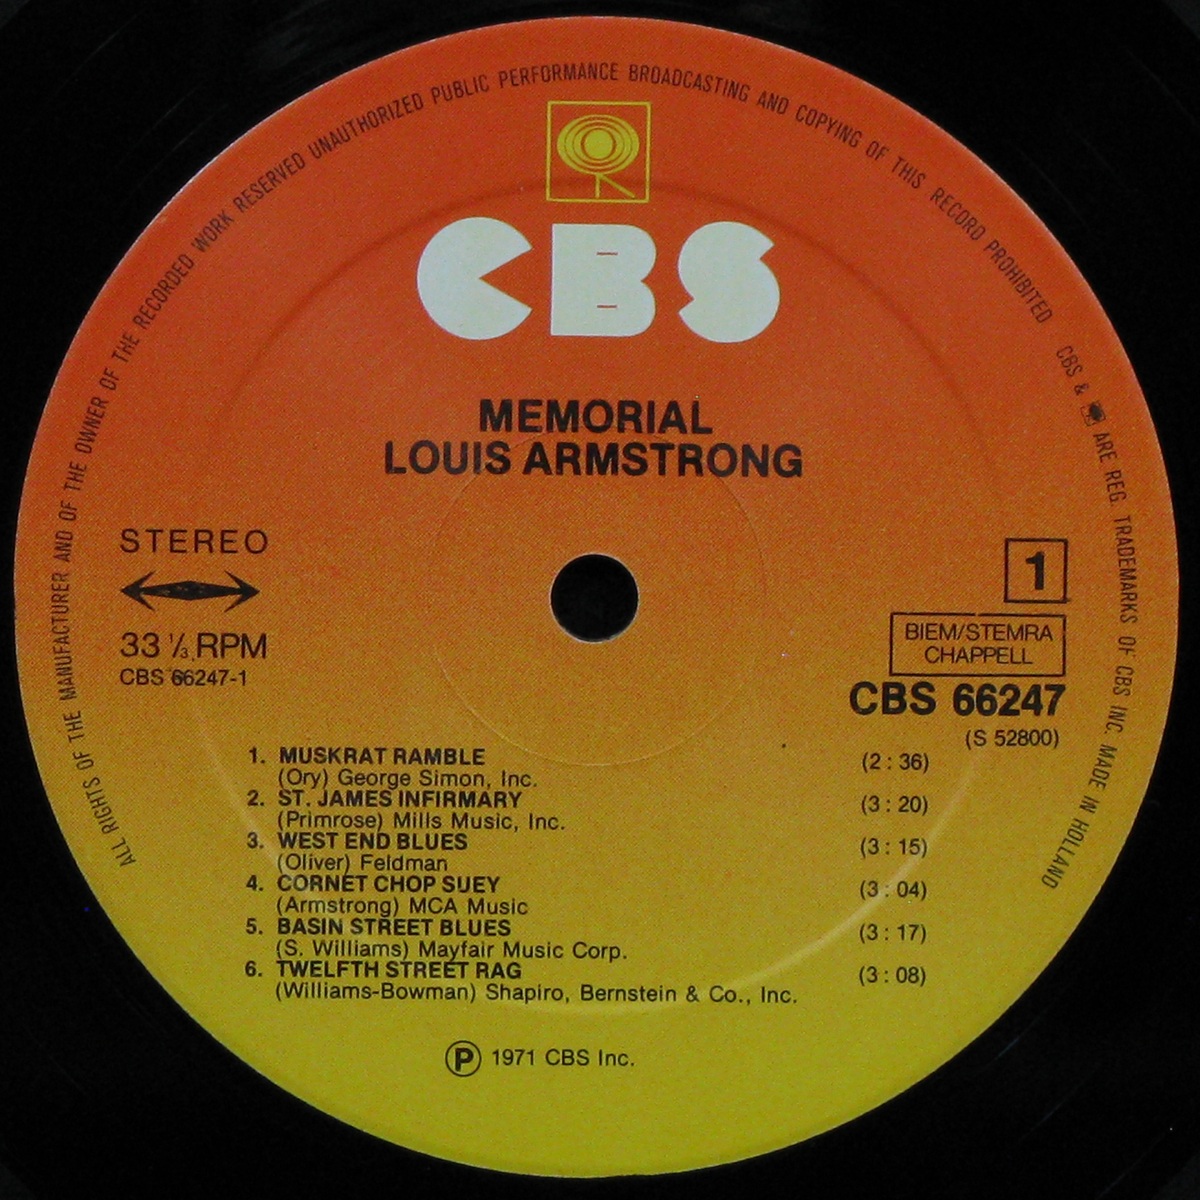 ALL RIGHTS OF THE MANUFACTURER AND OF THE OWNER OF THE RECORDED WORK RESERVED UNAUTHORIZED PUBLIC PERFORMANCE BROADCASTING AND COPYING OF THIS RECORD PROHIBITED
CBS & ARE REG. TRADEMARKS OF CBS INC. MADE IN HOLLAND
CBS
MEMORIAL
LOUIS ARMSTRONG
STEREO
33 1/3 RPM
CBS 66247-1
1
BIEM/STEMRA
CHAPPELL
CBS 66247
(S 52800)
1. MUSKRAT RAMBLE (2 : 36)
(Ory) George Simon, Inc.
2. ST. JAMES INFIRMARY (3 : 20)
(Primrose) Mills Music, Inc.
3. WEST END BLUES (3 : 15)
(Oliver) Feldman
4. CORNET CHOP SUEY (3 : 04)
(Armstrong) MCA Music
5. BASIN STREET BLUES (3 : 17)
(S. Williams) Mayfair Music Corp.
6. TWELFTH STREET RAG (3 : 08)
(Williams-Bowman) Shapiro, Bernstein & Co., Inc.
Ⓟ 1971 CBS Inc.